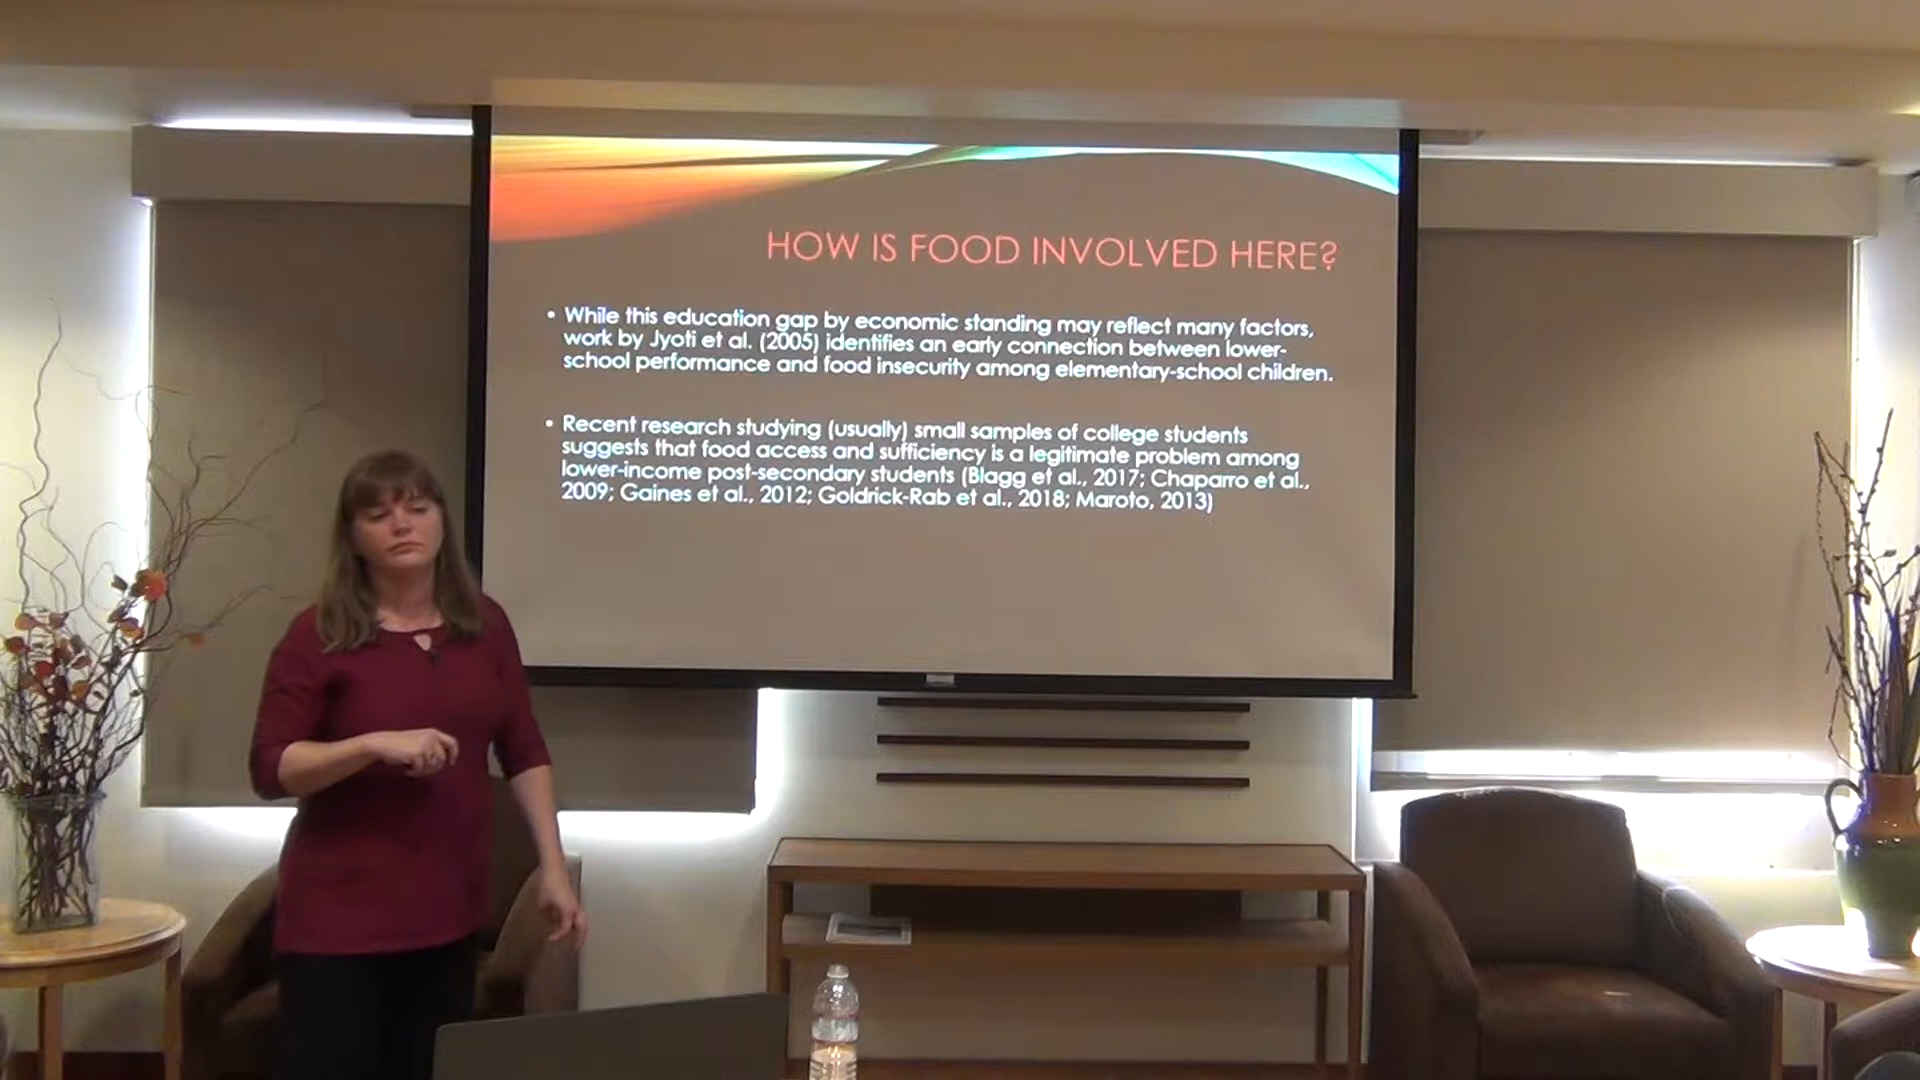 HOW IS FOOD INVOLVED HERE?
• While this education gap by economic standing may reflect many factors,
work by Jyoti et al. (2005) identifies an early connection between lower-
school performance and food insecurity among elementary-school children.
• Recent research studying (usually) small samples of college students
suggests that food access and sufficiency is a legitimate problem among
lower-income post-secondary students (Blagg et al., 2017; Chaparro et al.,
2009; Gaines et al., 2012; Goldrick-Rab et al., 2018; Maroto, 2013)